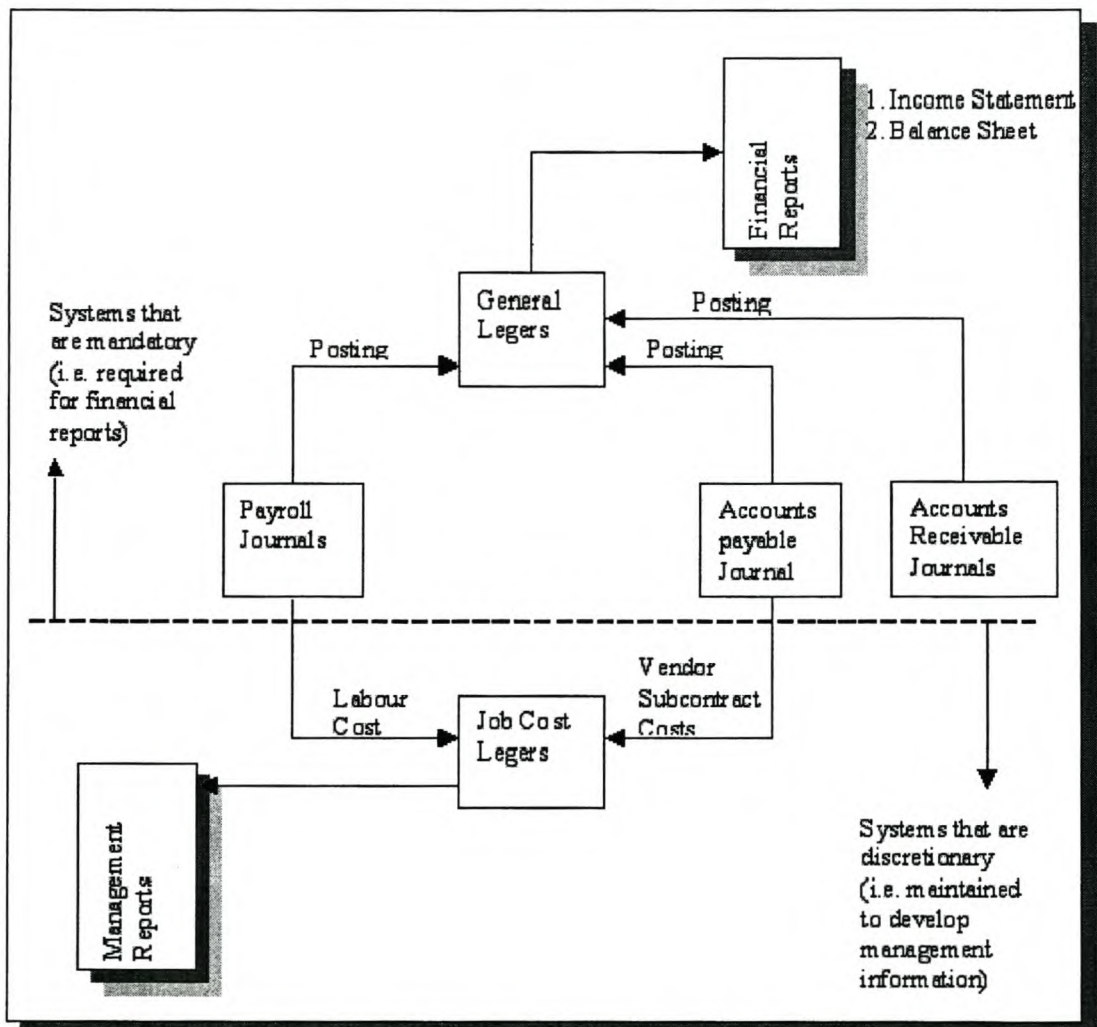 1. Income Statement
2. Balance Sheet
Financial
Reports
General
Legers
Posting
Posting
Posting
Systems that
are mandatory
(i.e. required
for financial
reports)
Payroll
Journals
Accounts
payable
Journal
Accounts
Receivable
Journals
Labour
Cost
Vendor
Subcontract
Costs
Job Cost
Legers
Management
Reports
Systems that are
discretionary
(i.e. maintained
to develop
management
information)